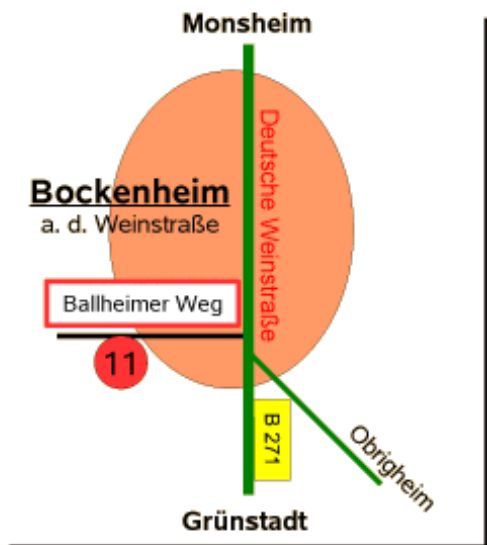 Monsheim
Deutsche Weinstraße
Bockenheim
a. d. Weinstraße
Ballheimer Weg
11
B 271
Obrigheim
Grünstadt